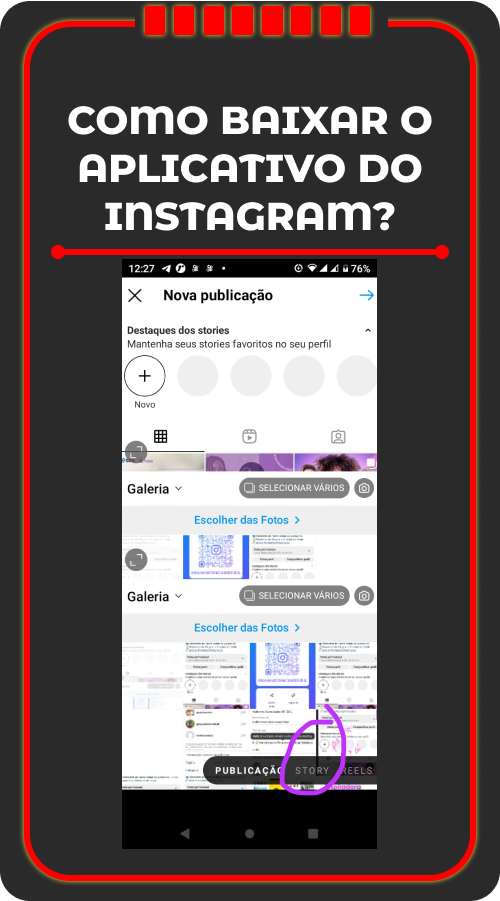 COMO BAIXAR O
APLICATIVO DO
INSTAGRAM?
12:27
76%
Nova publicação
Destaques dos stories
Mantenha seus stories favoritos no seu perfil
Novo
Galeria
SELECIONAR VÁRIOS
Escolher das Fotos
Galeria
SELECIONAR VÁRIOS
Escolher das Fotos
PUBLICAÇÃO STORY REELS